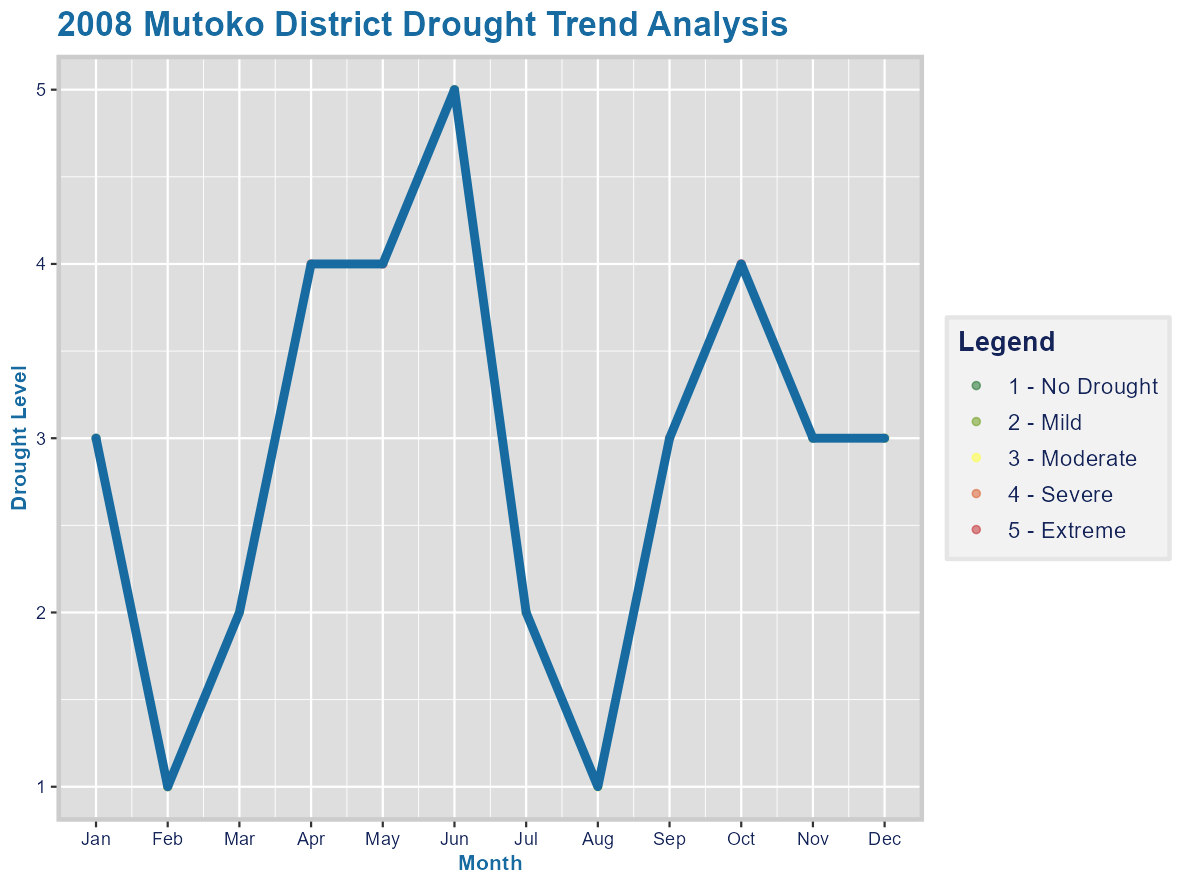 2008 Mutoko District Drought Trend Analysis
Drought Level
5
4
3
2
1
Jan Feb Mar Apr May Jun Jul Aug Sep Oct Nov Dec
Month
Legend
1 - No Drought
2 - Mild
3 - Moderate
4 - Severe
5 - Extreme